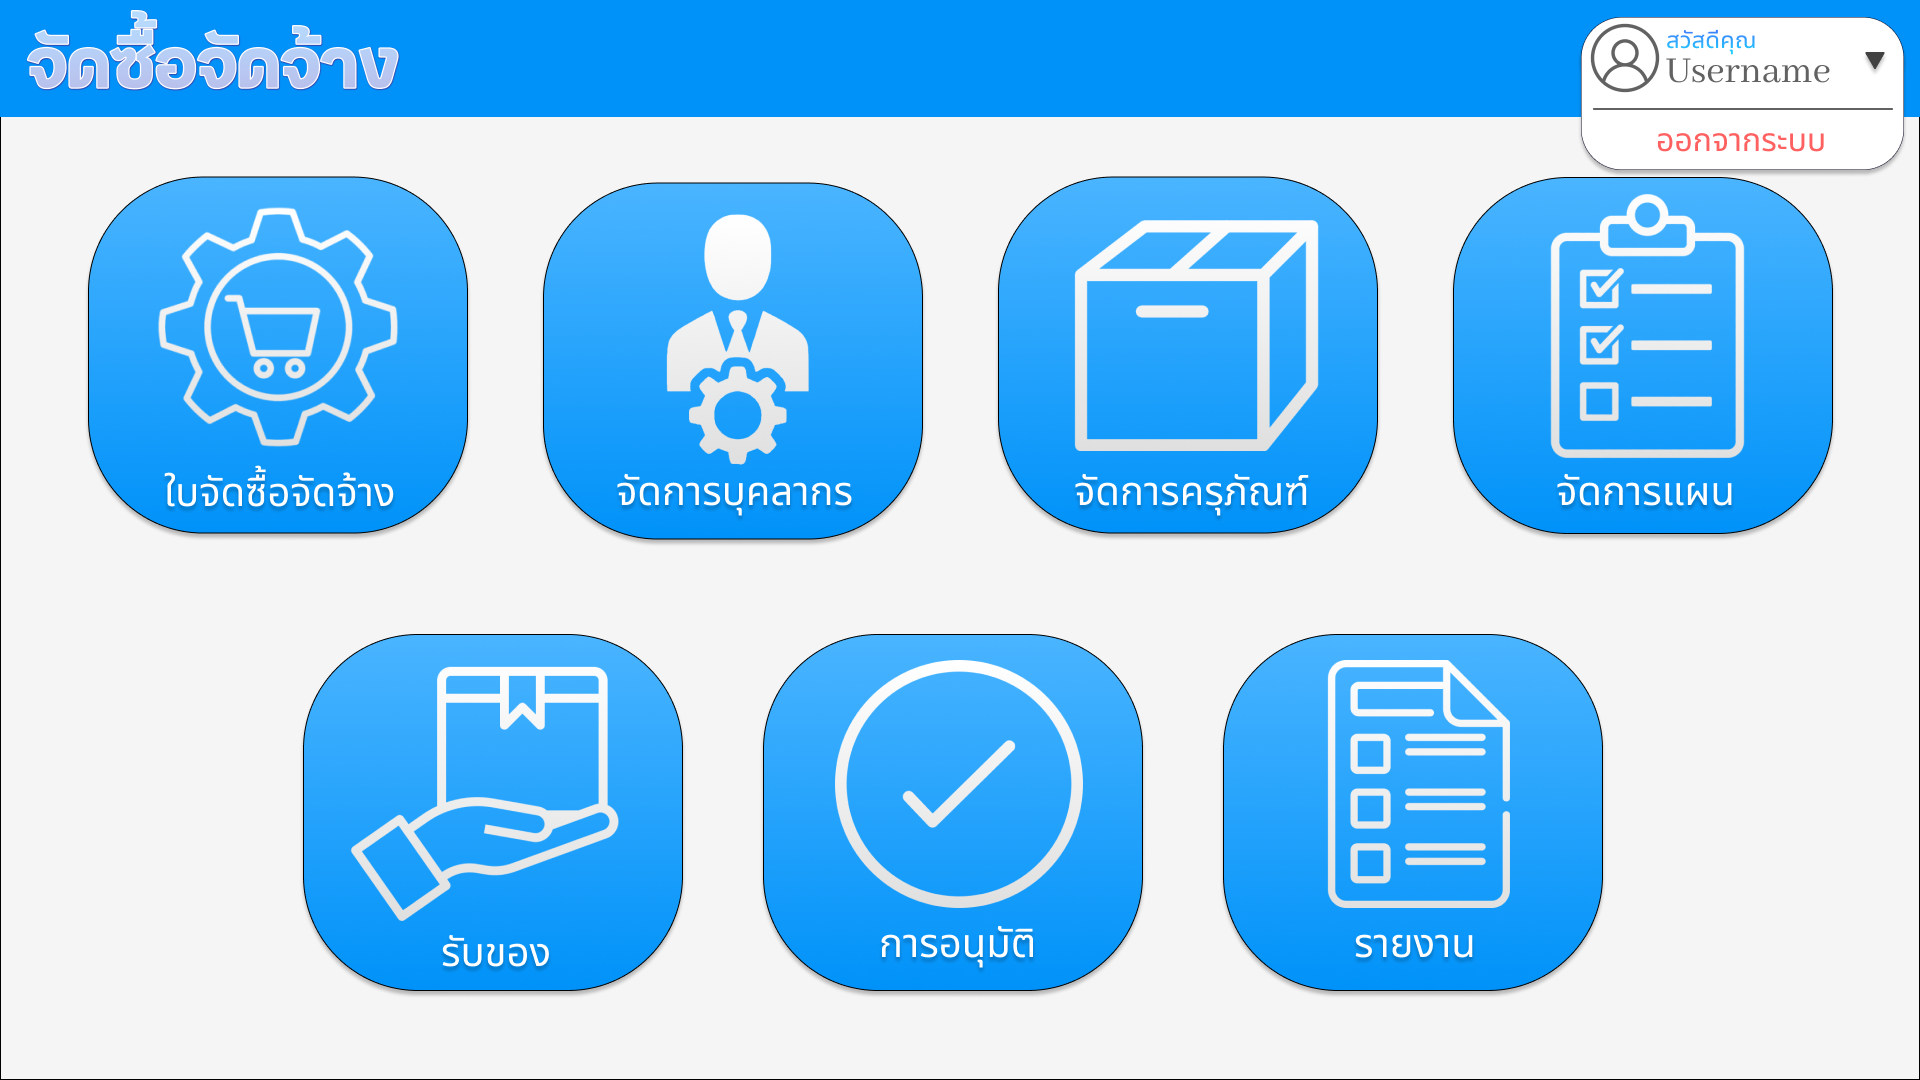 จัดซื้อจัดจ้าง
สวัสดีคุณ
Username
ออกจากระบบ
ใบจัดซื้อจัดจ้าง
จัดการบุคลากร
จัดการครุภัณฑ์
จัดการแผน
รับของ
การอนุมัติ
รายงาน